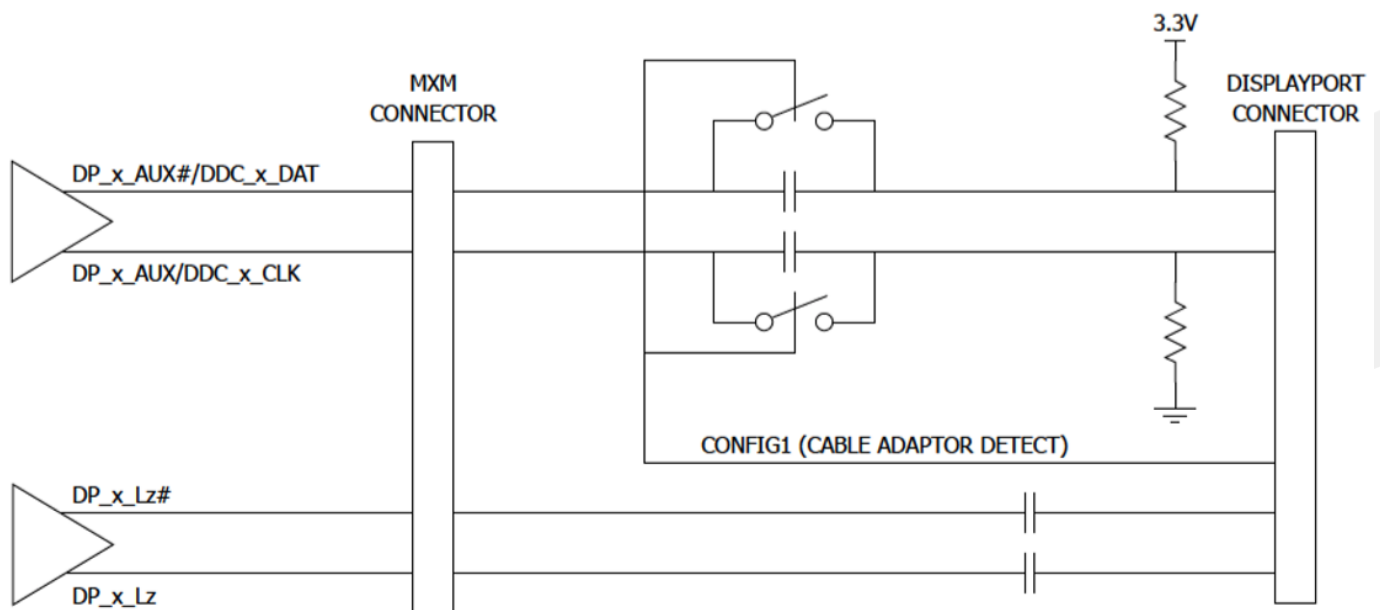 3.3V
MXM
CONNECTOR
DISPLAYPORT
CONNECTOR
DP_x_AUX#/DDC_x_DAT
DP_x_AUX/DDC_x_CLK
CONFIG1 (CABLE ADAPTOR DETECT)
DP_x_Lz#
DP_x_Lz